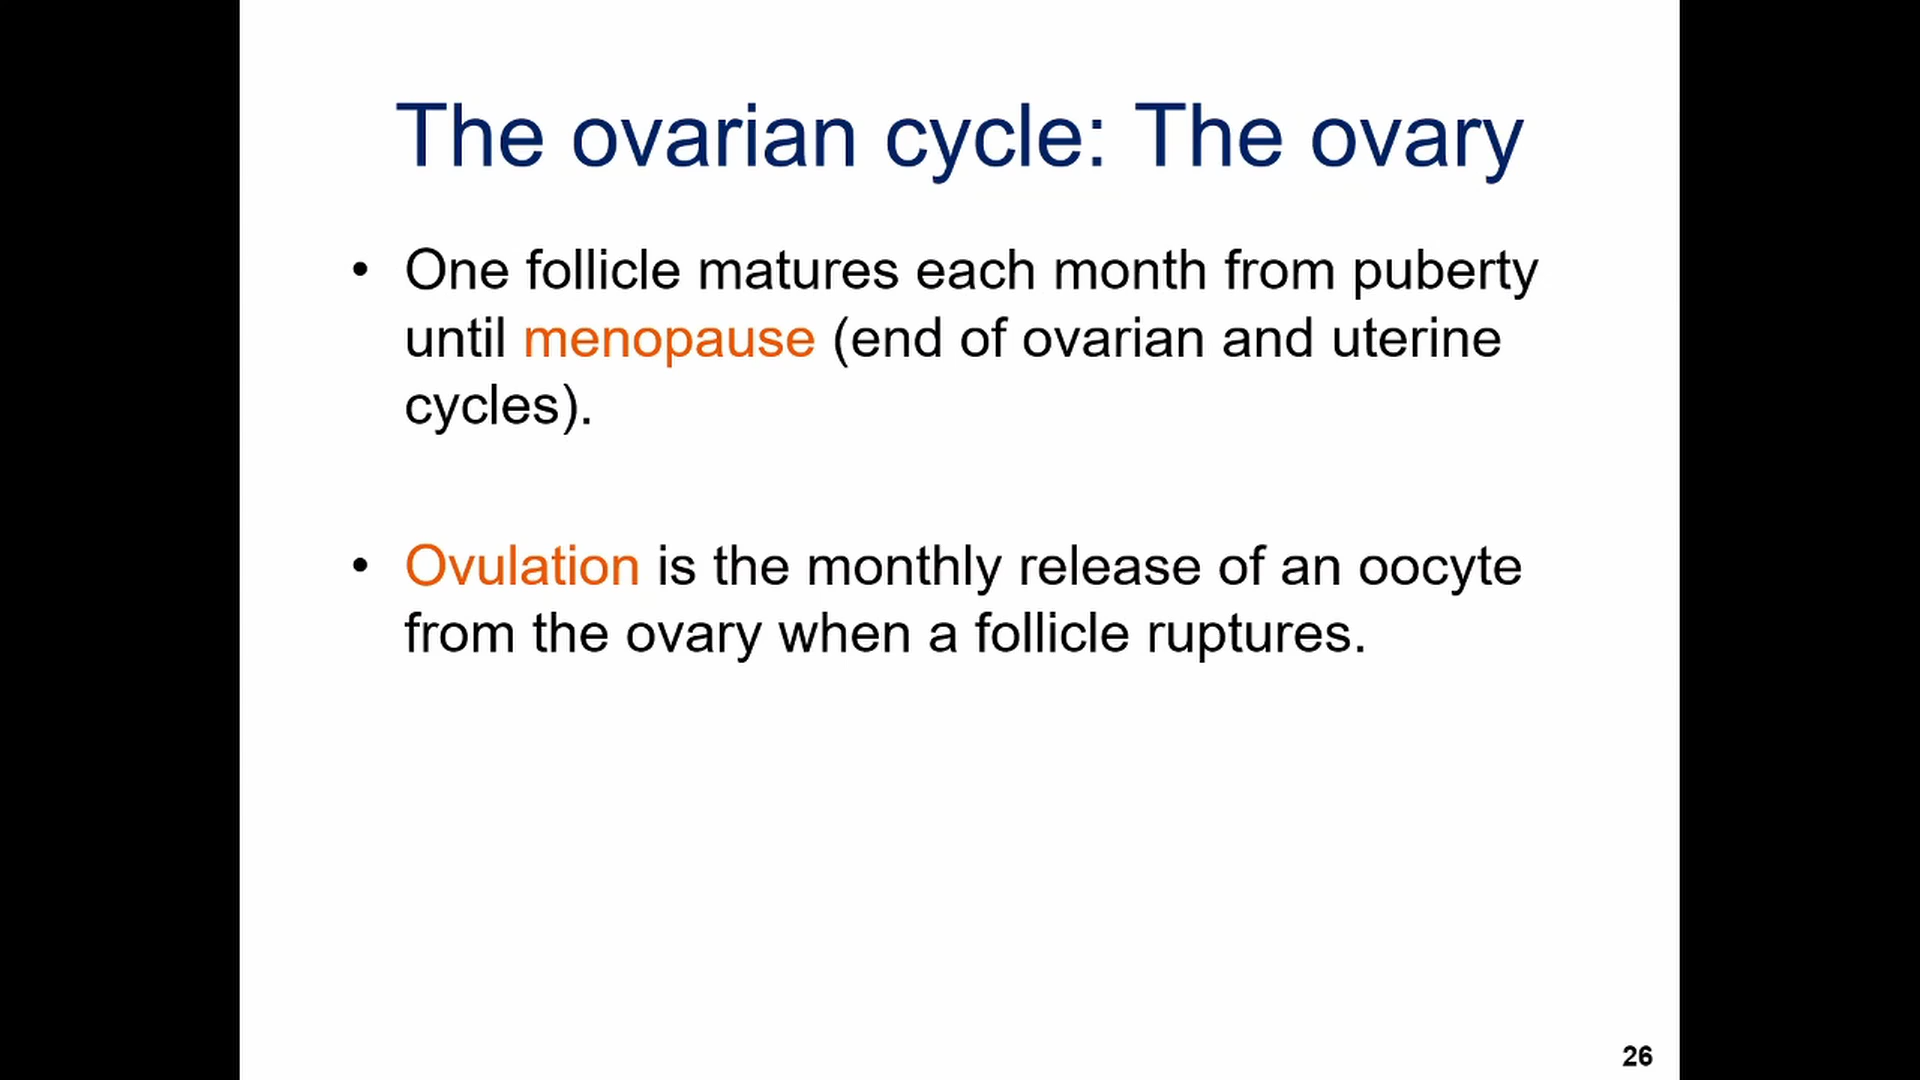 The ovarian cycle: The ovary
• One follicle matures each month from puberty
until menopause (end of ovarian and uterine
cycles).
• Ovulation is the monthly release of an oocyte
from the ovary when a follicle ruptures.
26